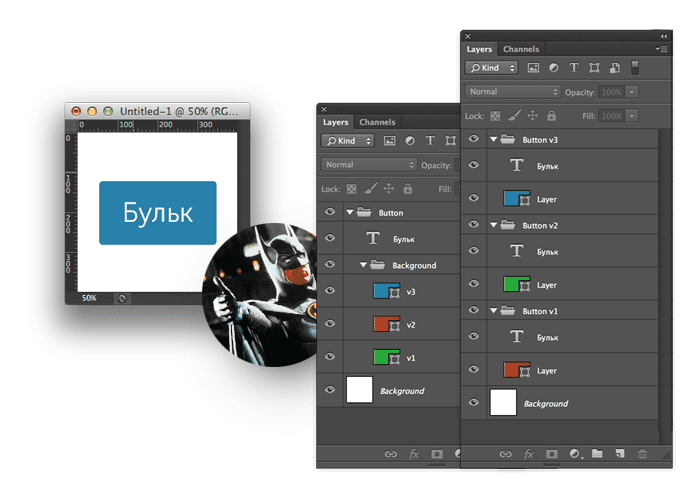 Untitled-1 @ 50% (RG...
0 100 200 300
0
100
200
300
Бульк
50%
Layers Channels
Kind
Normal Opacity:
Lock: Fill:
Button
Бульк
Background
v3
v2
v1
Background
fx
Layers Channels
Kind
Normal Opacity: 100%
Lock: Fill: 100%
Button v3
Бульк
Layer
Button v2
Бульк
Layer
Button v1
Бульк
Layer
Background
fx